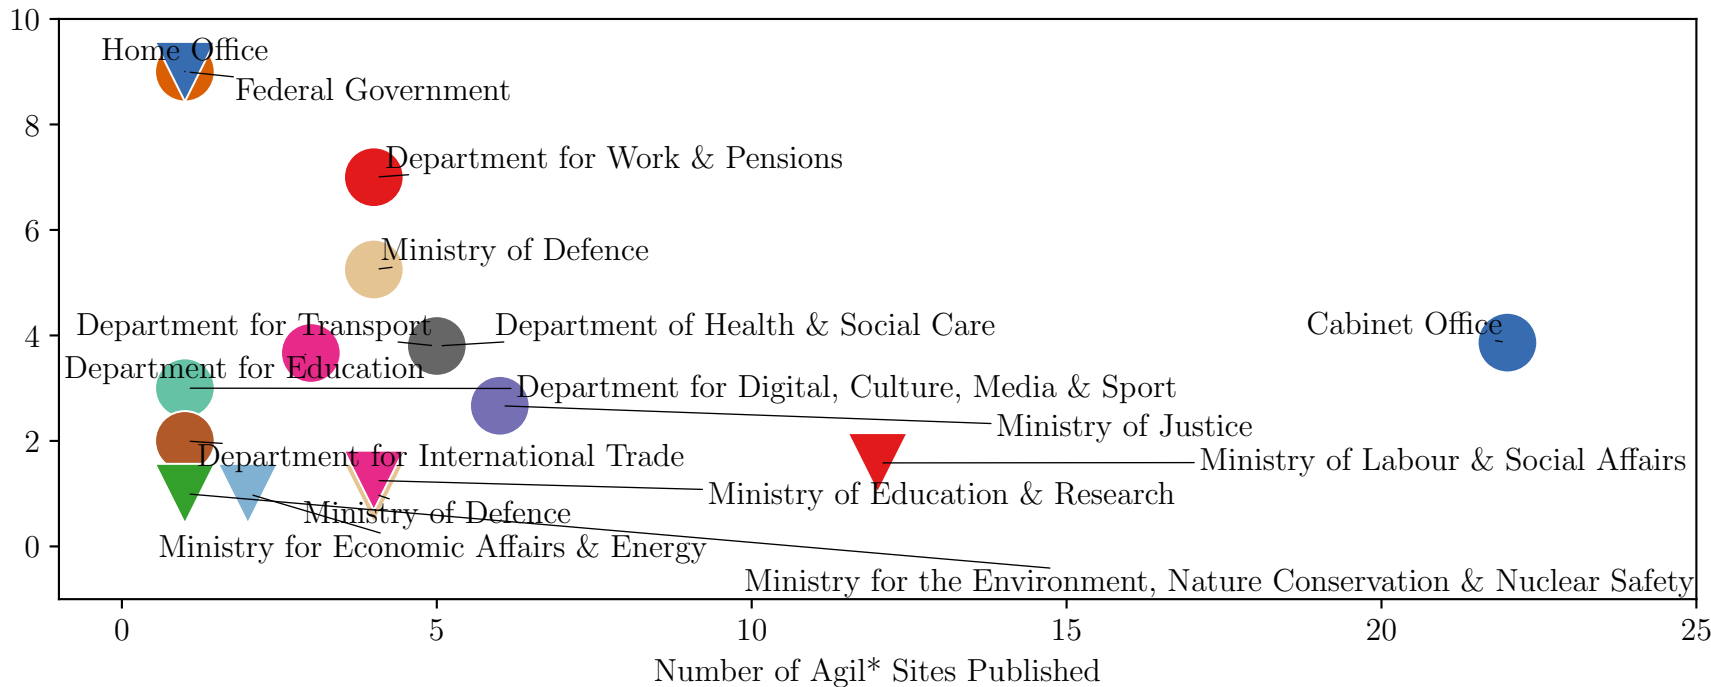 10
Home Office
Federal Government
8
Department for Work & Pensions
6
Ministry of Defence
Department for Transport
Department of Health & Social Care
Cabinet Office
4
Department for Education
Department for Digital, Culture, Media & Sport
Ministry of Justice
2
Department for International Trade
Ministry of Labour & Social Affairs
Ministry of Education & Research
Ministry of Defence
0
Ministry for Economic Affairs & Energy
Ministry for the Environment, Nature Conservation & Nuclear Safety
0 5 10 15 20 25
Number of Agil* Sites Published